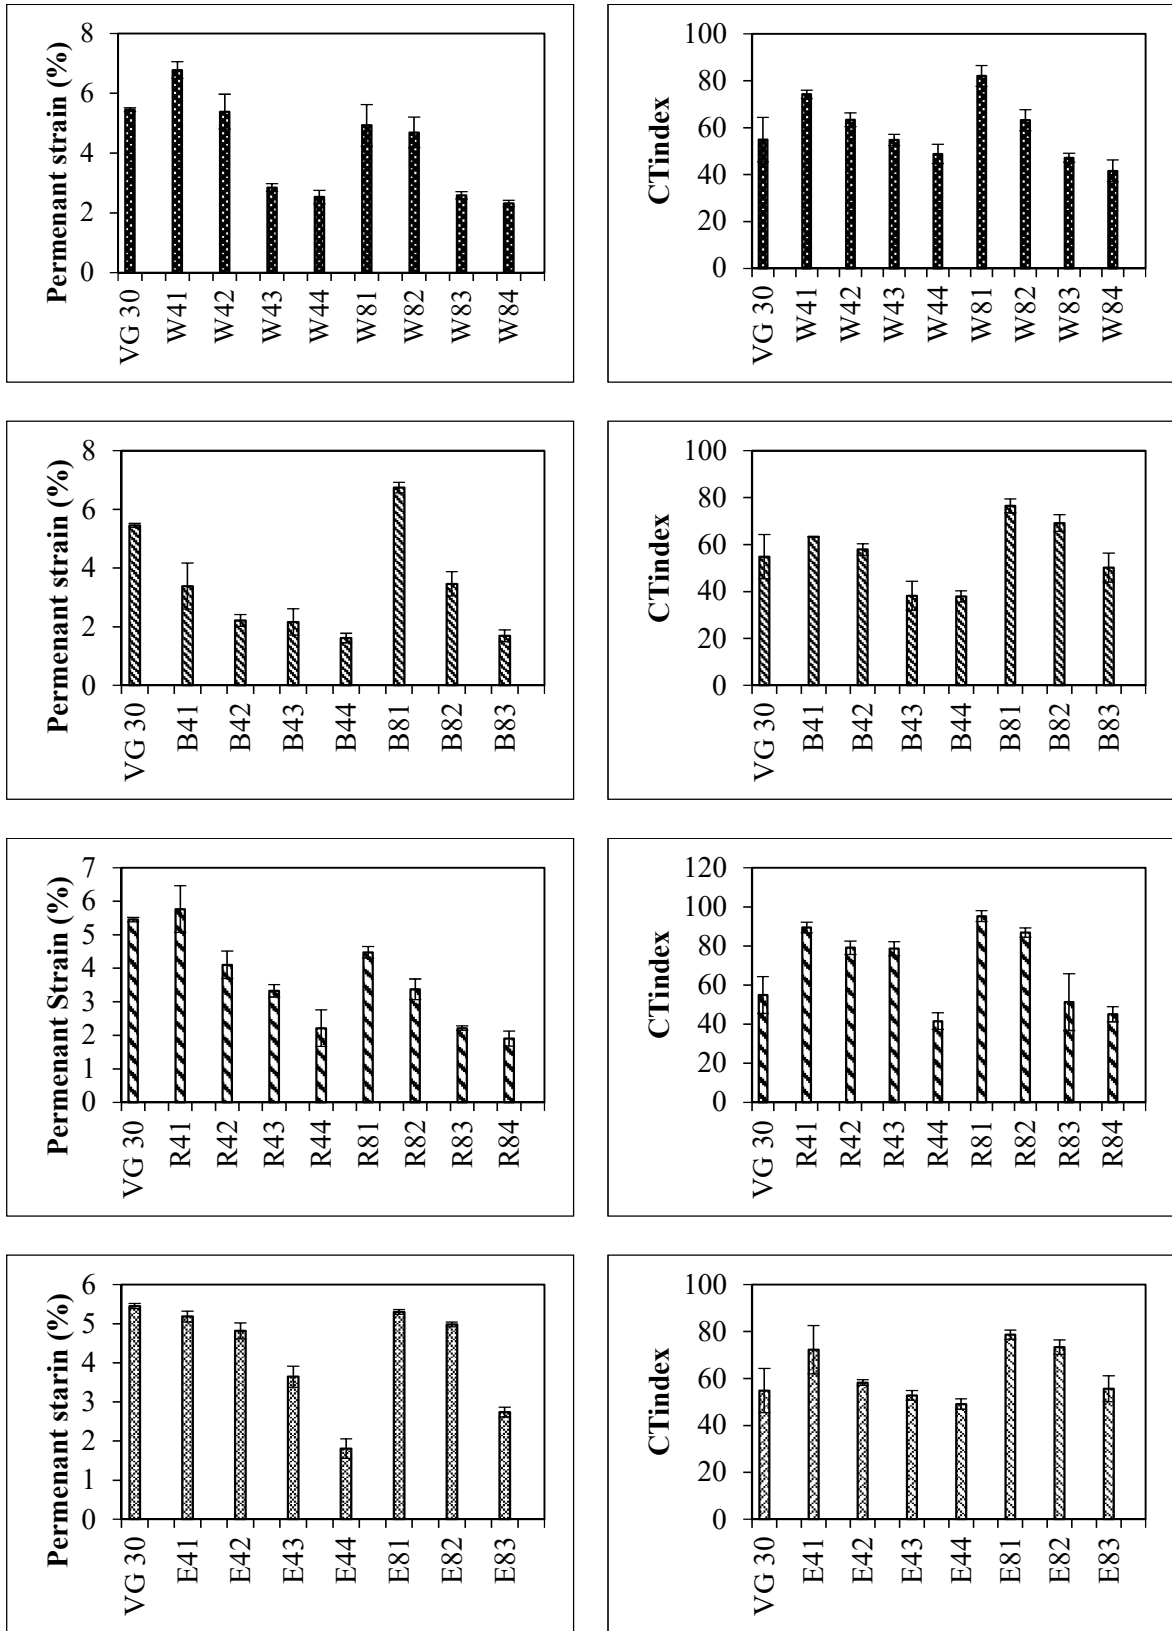 Permenant strain (%)
8
6
4
2
0
VG 30
W41
W42
W43
W44
W81
W82
W83
W84
CTindex
100
80
60
40
20
0
VG 30
W41
W42
W43
W44
W81
W82
W83
W84
Permenant strain (%)
8
6
4
2
0
VG 30
B41
B42
B43
B44
B81
B82
B83
CTindex
100
80
60
40
20
0
VG 30
B41
B42
B43
B44
B81
B82
B83
Permenant Strain (%)
7
6
5
4
3
2
1
0
VG 30
R41
R42
R43
R44
R81
R82
R83
R84
CTindex
120
100
80
60
40
20
0
VG 30
R41
R42
R43
R44
R81
R82
R83
R84
Permenant starin (%)
6
5
4
3
2
1
0
VG 30
E41
E42
E43
E44
E81
E82
E83
CTindex
100
80
60
40
20
0
VG 30
E41
E42
E43
E44
E81
E82
E83